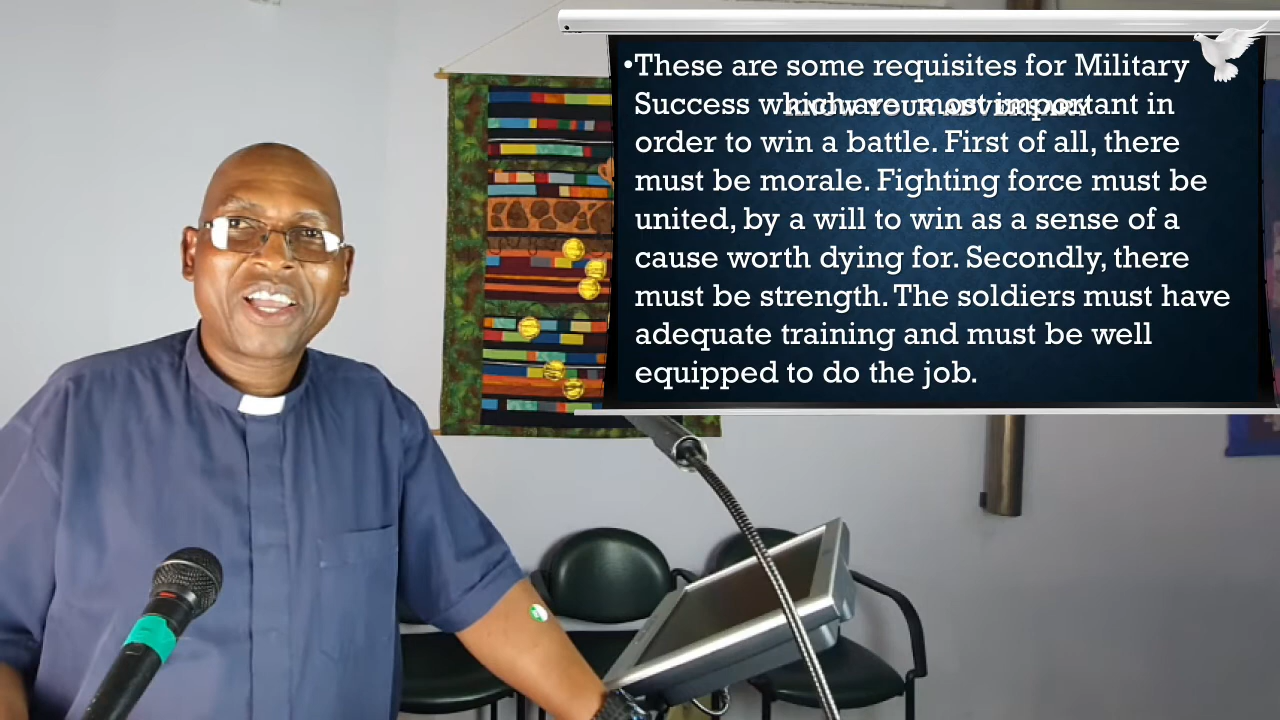 •These are some requisites for Military
Success which are most important in
KNOW YOUR ADVERSARY
order to win a battle. First of all, there
must be morale. Fighting force must be
united, by a will to win as a sense of a
cause worth dying for. Secondly, there
must be strength. The soldiers must have
adequate training and must be well
equipped to do the job.